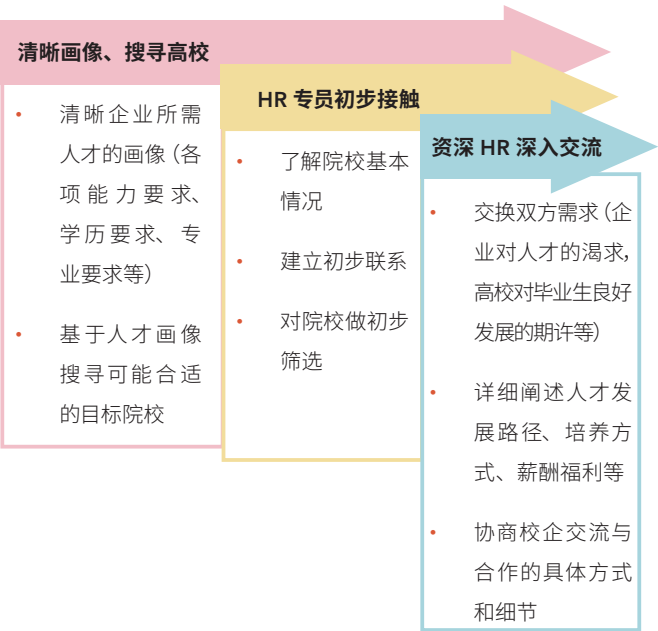 清晰画像、搜寻高校
• 清晰企业所需
人才的画像（各
项能力要求、
学历要求、专
业要求等）
• 基于人才画像
搜寻可能合适
的目标院校
HR 专员初步接触
• 了解院校基本
情况
• 建立初步联系
• 对院校做初步
筛选
资深 HR 深入交流
• 交换双方需求（企
业对人才的渴求，
高校对毕业生良好
发展的期许等）
• 详细阐述人才发
展路径、培养方
式、薪酬福利等
• 协商校企交流与
合作的具体方式
和细节